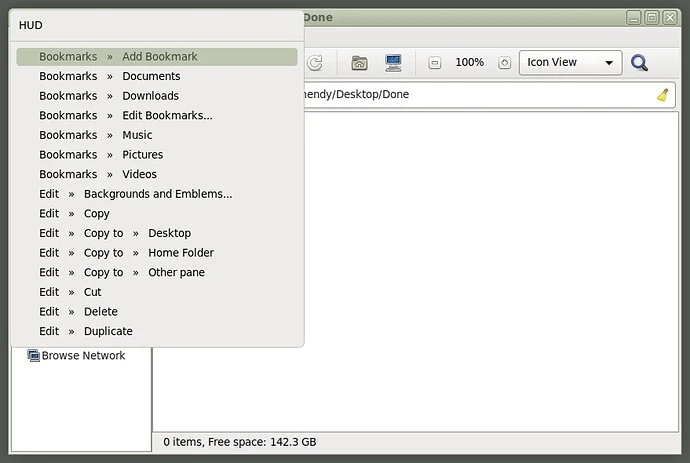 HUD
Done
Bookmarks » Add Bookmark
Bookmarks » Documents
100%
Icon View
Bookmarks » Downloads
/Desktop/Done
Bookmarks » Edit Bookmarks...
Bookmarks » Music
Bookmarks » Pictures
Bookmarks » Videos
Edit » Backgrounds and Emblems...
Edit » Copy
Edit » Copy to » Desktop
Edit » Copy to » Home Folder
Edit » Copy to » Other pane
Edit » Cut
Edit » Delete
Edit » Duplicate
Browse Network
0 items, Free space: 142.3 GB